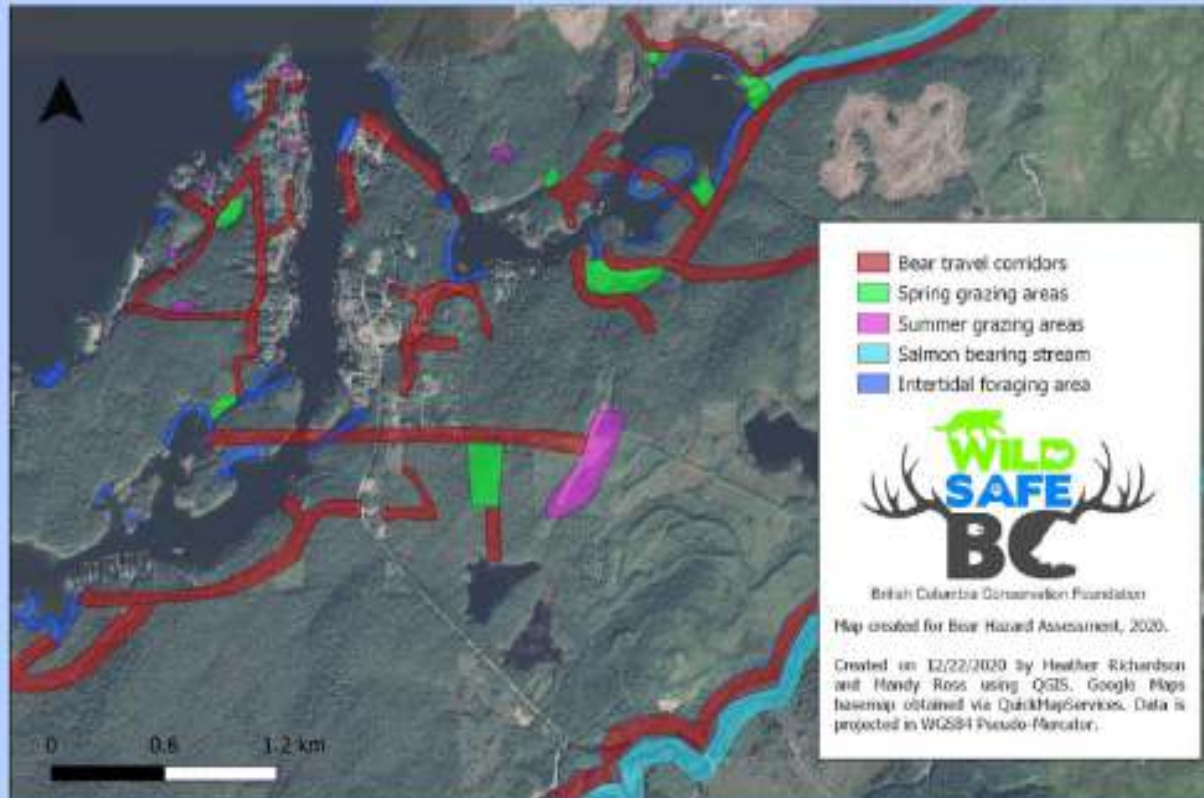 Bear travel corridors
Spring grazing areas
Summer grazing areas
Salmon bearing stream
Intertidal foraging area
WILD
SAFE
BC
British Columbia Conservation Foundation
Map created for Bear Hazard Assessment, 2020.
Created on 12/22/2020 by Heather Richardson
and Mandy Ross using QGIS. Google Maps
basemap obtained via QuickMapServices. Data is
projected in WGS84 Pseudo-Mercator.
0 0.6 1.2 km